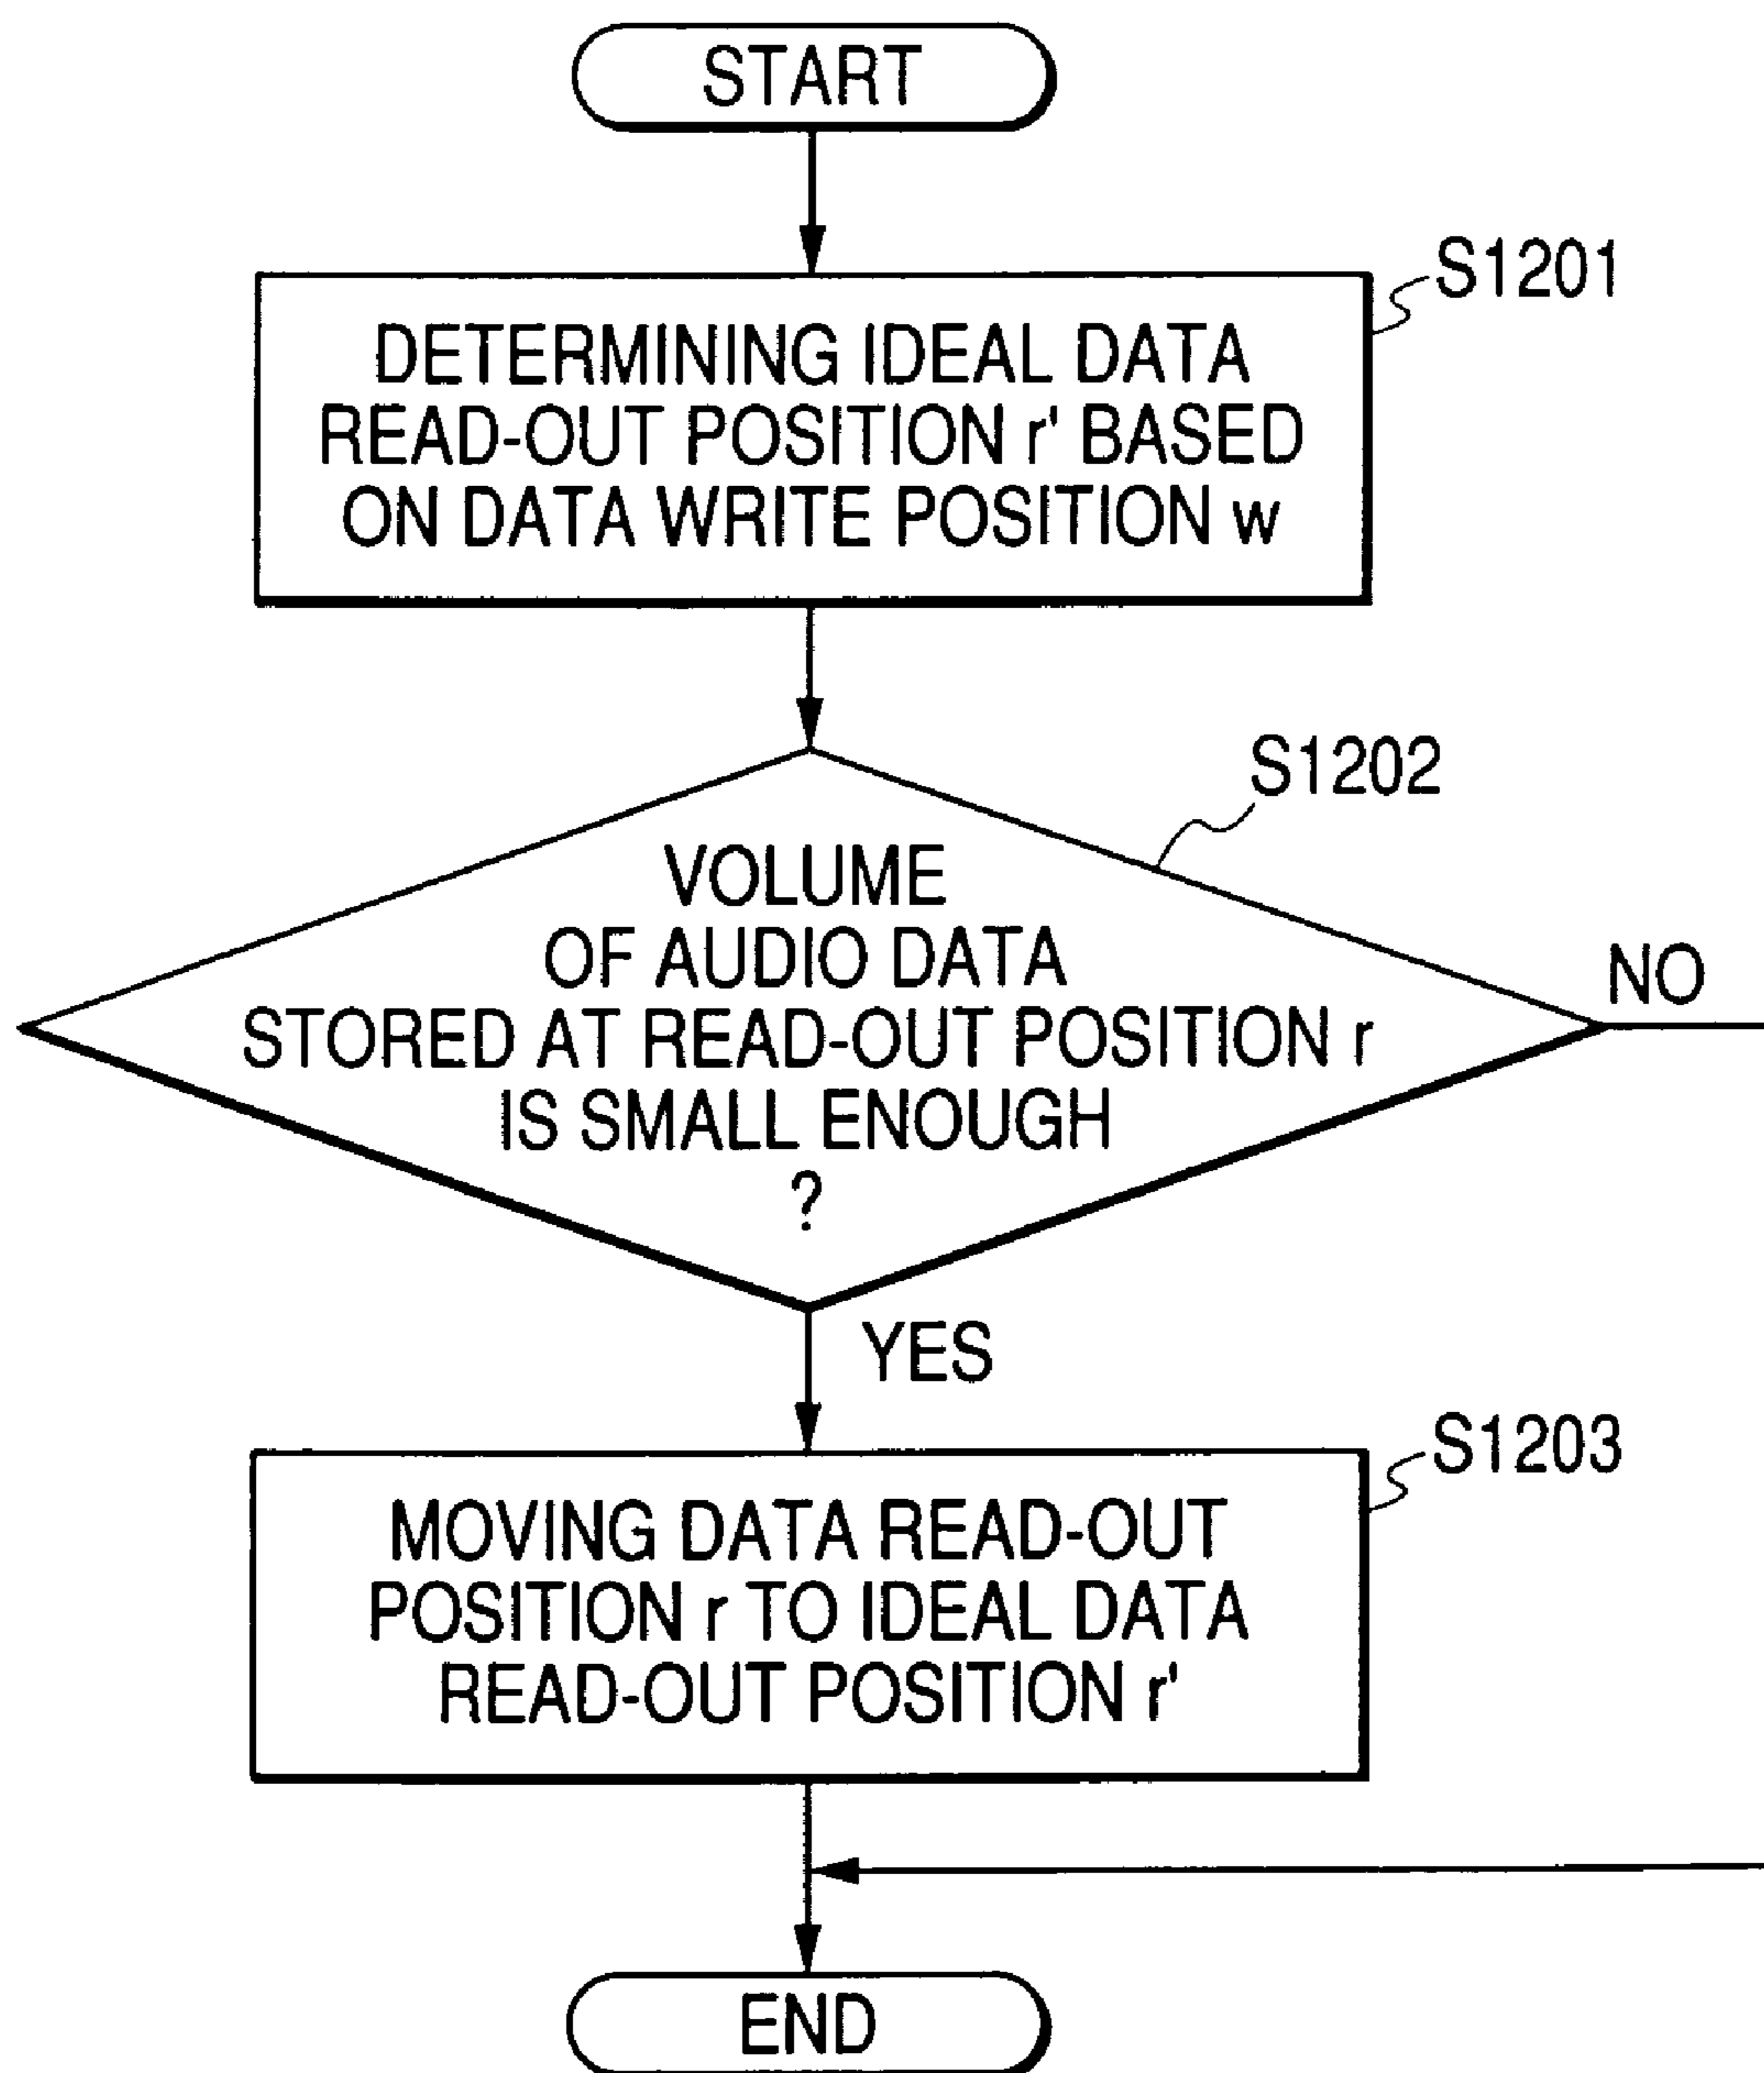 START
S1201
DETERMINING IDEAL DATA
READ-OUT POSITION r' BASED
ON DATA WRITE POSITION w
S1202
VOLUME
OF AUDIO DATA
STORED AT READ-OUT POSITION r
IS SMALL ENOUGH
?
NO
YES
S1203
MOVING DATA READ-OUT
POSITION r TO IDEAL DATA
READ-OUT POSITION r'
END